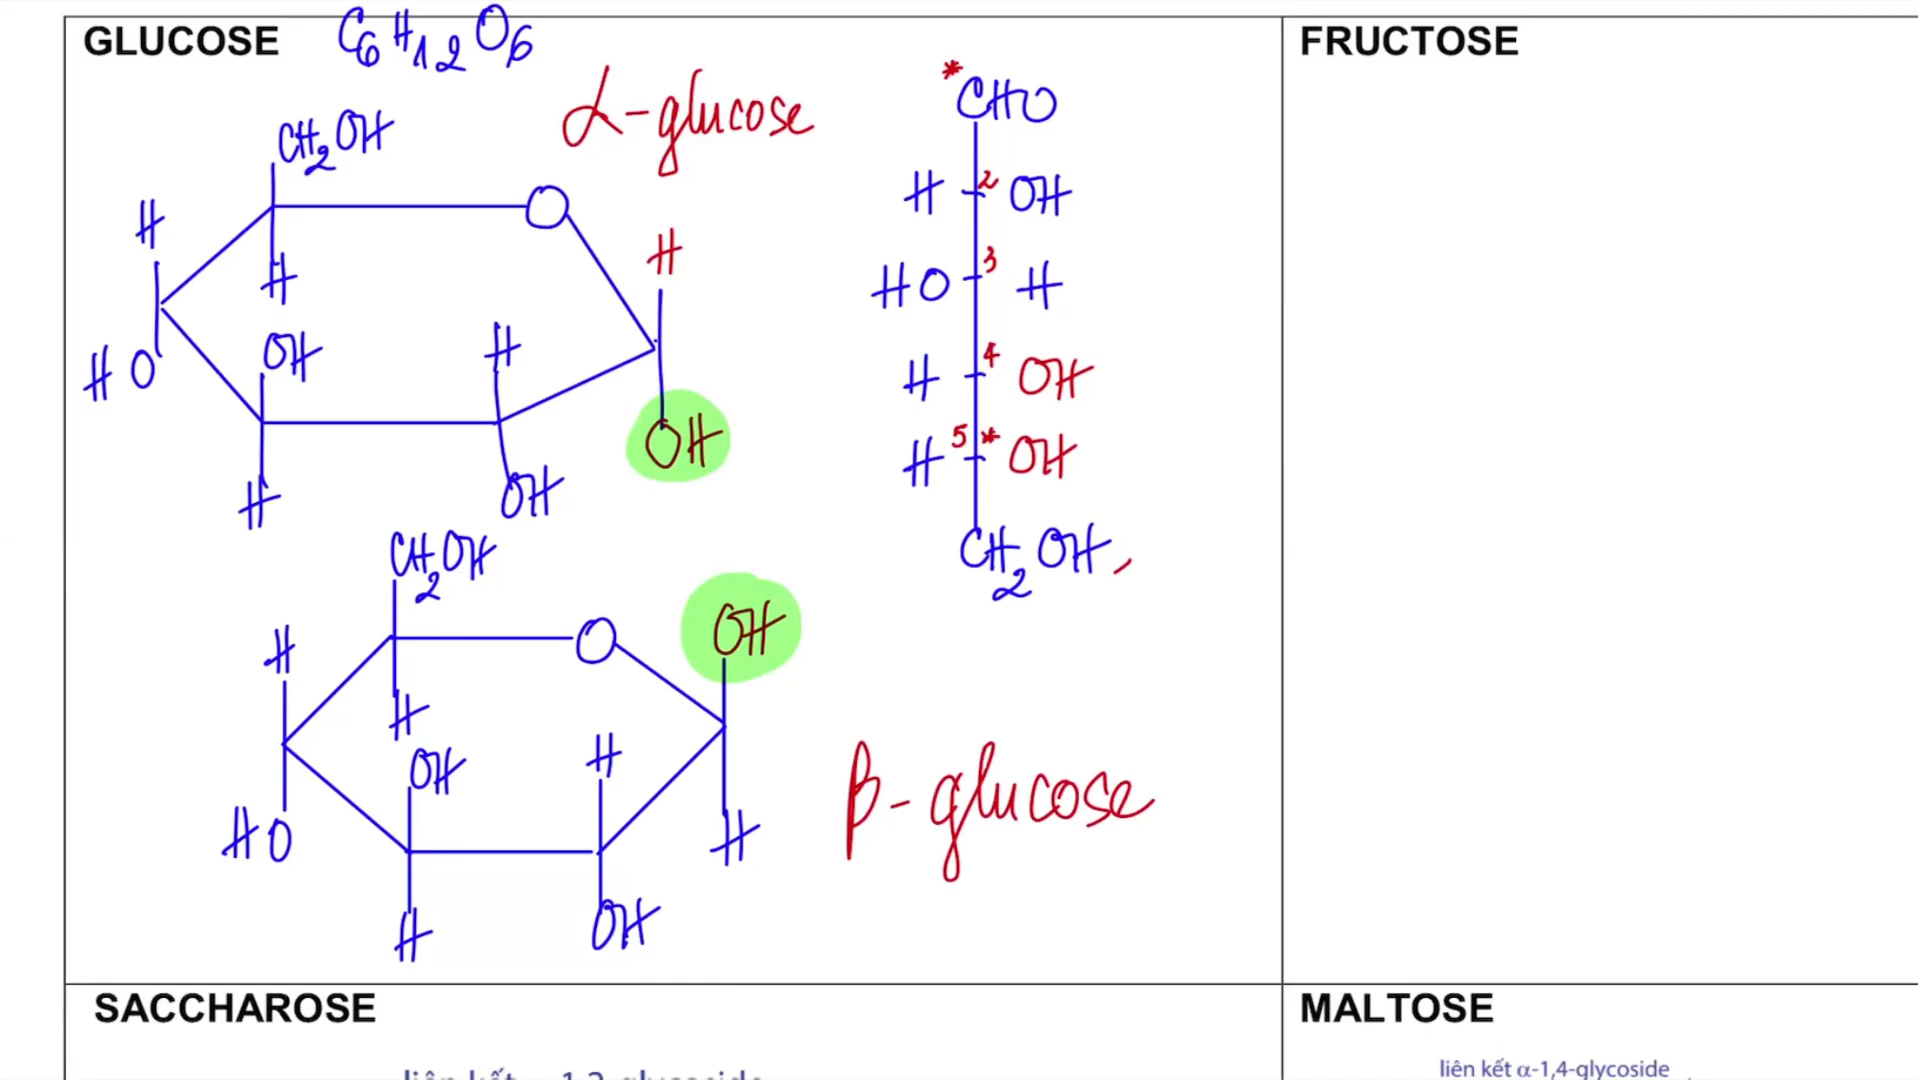 GLUCOSE C6H12O6
FRUCTOSE
α-glucose
CH2OH
O
H
H
H
HO
OH
H
H
OH
OH
* CHO
H 2 OH
HO 3 H
H 4 OH
H 5 * OH
CH2OH,
CH2OH
O
OH
H
H
HO
OH
H
H
H
OH
β-glucose
SACCHAROSE
MALTOSE
liên kết α-1,4-glycoside